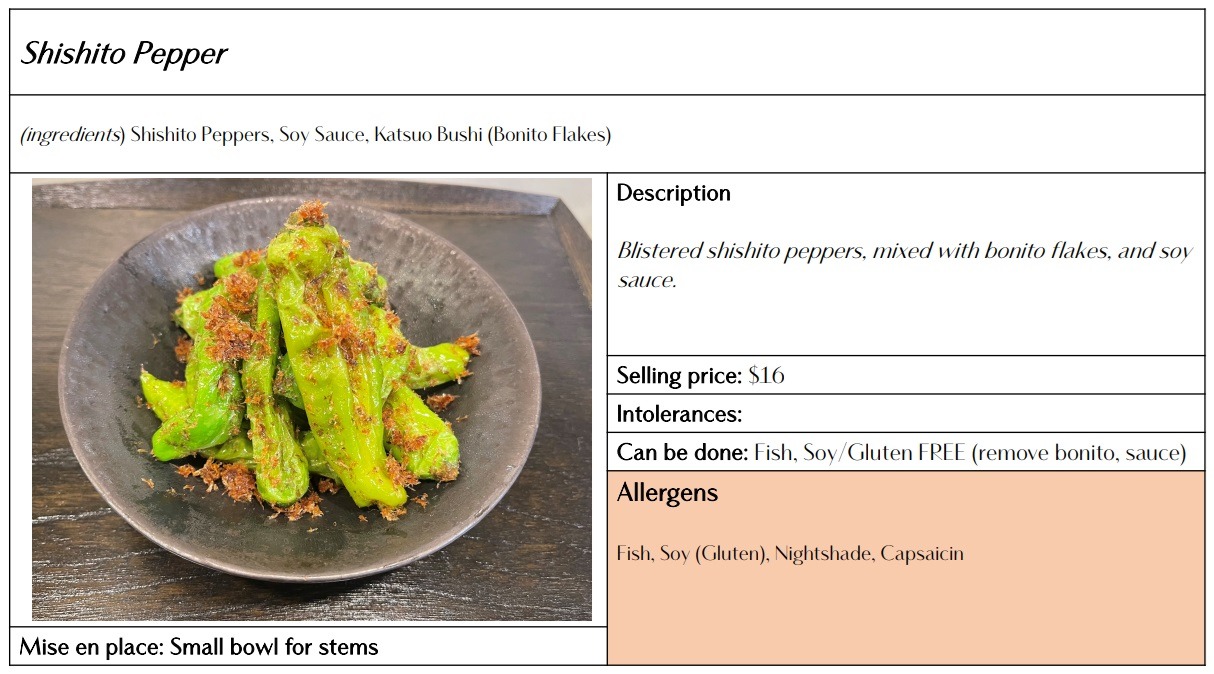 Shishito Pepper
(ingredients) Shishito Peppers, Soy Sauce, Katsuo Bushi (Bonito Flakes)
Description
Blistered shishito peppers, mixed with bonito flakes, and soy
sauce.
Selling price: $16
Intolerances:
Can be done: Fish, Soy/Gluten FREE (remove bonito, sauce)
Allergens
Fish, Soy (Gluten), Nightshade, Capsaicin
Mise en place: Small bowl for stems